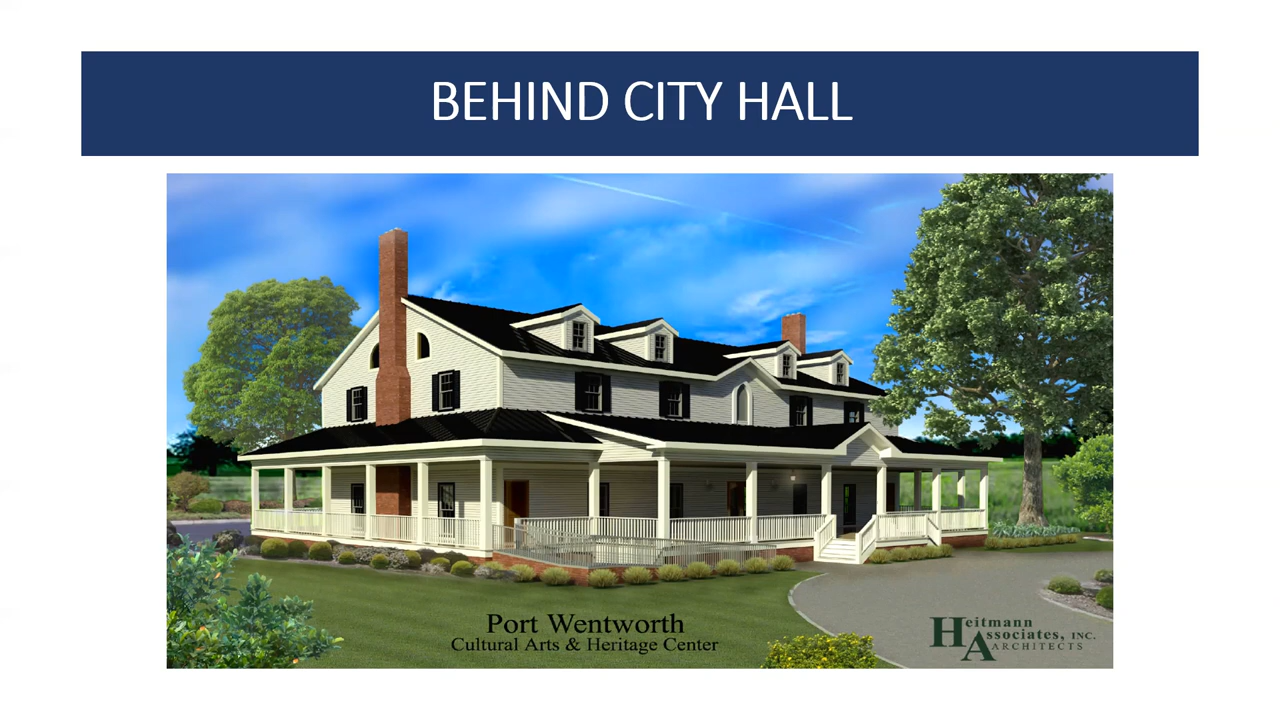 BEHIND CITY HALL
Port Wentworth
Cultural Arts & Heritage Center
Heitmann
Associates, INC.
ARCHITECTS